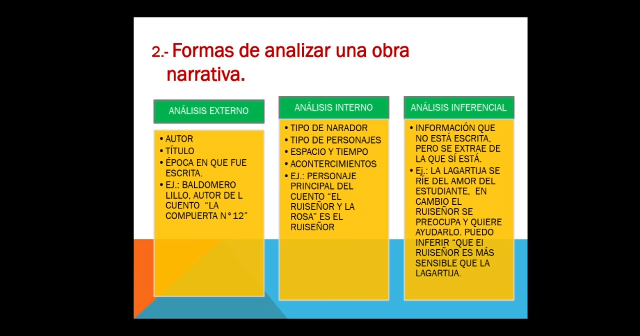 2.- Formas de analizar una obra
narrativa.
ANÁLISIS EXTERNO
• AUTOR
• TÍTULO
• ÉPOCA EN QUE FUE
ESCRITA.
• EJ.: BALDOMERO
LILLO, AUTOR DE L
CUENTO “LA
COMPUERTA N°12”
ANÁLISIS INTERNO
• TIPO DE NARADOR
• TIPO DE PERSONAJES
• ESPACIO Y TIEMPO
• ACONTERCIMIENTOS
• EJ.: PERSONAJE
PRINCIPAL DEL
CUENTO “EL
RUISEÑOR Y LA
ROSA” ES EL
RUISEÑOR
ANÁLISIS INFERENCIAL
• INFORMACIÓN QUE
NO ESTÁ ESCRITA,
PERO SE EXTRAE DE
LA QUE SÍ ESTÁ.
• Ej.: LA LAGARTIJA SE
RÍE DEL AMOR DEL
ESTUDIANTE, EN
CAMBIO EL
RUISEÑOR SE
PREOCUPA Y QUIERE
AYUDARLO. PUEDO
INFERIR “QUE El
RUISEÑOR ES MÁS
SENSIBLE QUE LA
LAGARTIJA.